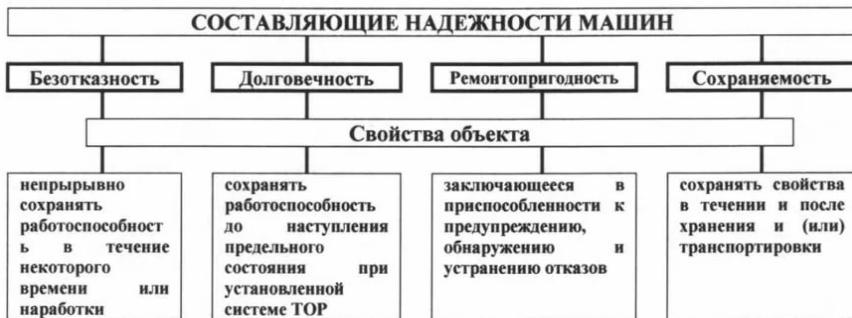 СОСТАВЛЯЮЩИЕ НАДЕЖНОСТИ МАШИН
Безотказность
Долговечность
Ремонтопригодность
Сохраняемость
Свойства объекта
непрырывно
сохранять
работоспособност
ь в течение
некоторого
времени или
наработки
сохранять
работоспособность
до наступления
предельного
состояния при
установленной
системе ТОР
заключающееся в
приспособленности к
предупреждению,
обнаружению и
устранению отказов
сохранять свойства
в течении и после
хранения и (или)
транспортировки